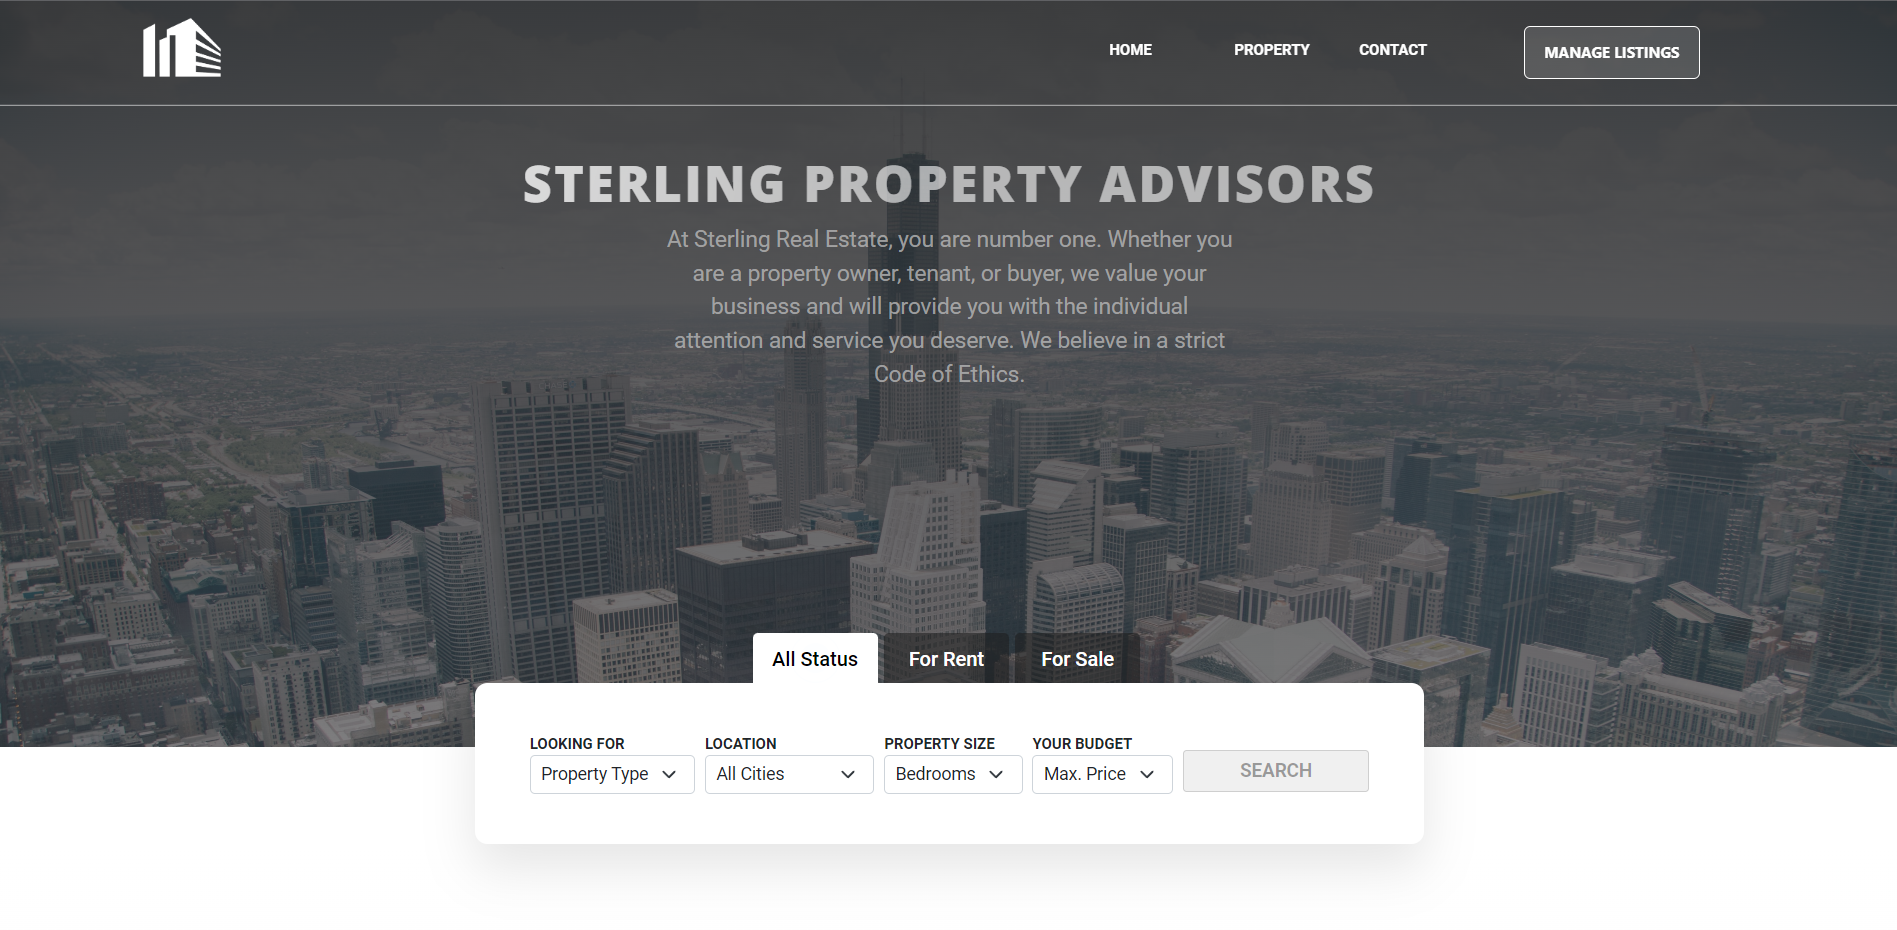 HOME
PROPERTY
CONTACT
MANAGE LISTINGS
STERLING PROPERTY ADVISORS
At Sterling Real Estate, you are number one. Whether you
are a property owner, tenant, or buyer, we value your
business and will provide you with the individual
attention and service you deserve. We believe in a strict
Code of Ethics.
All Status
For Rent
For Sale
LOOKING FOR
Property Type
LOCATION
All Cities
PROPERTY SIZE
Bedrooms
YOUR BUDGET
Max. Price
SEARCH